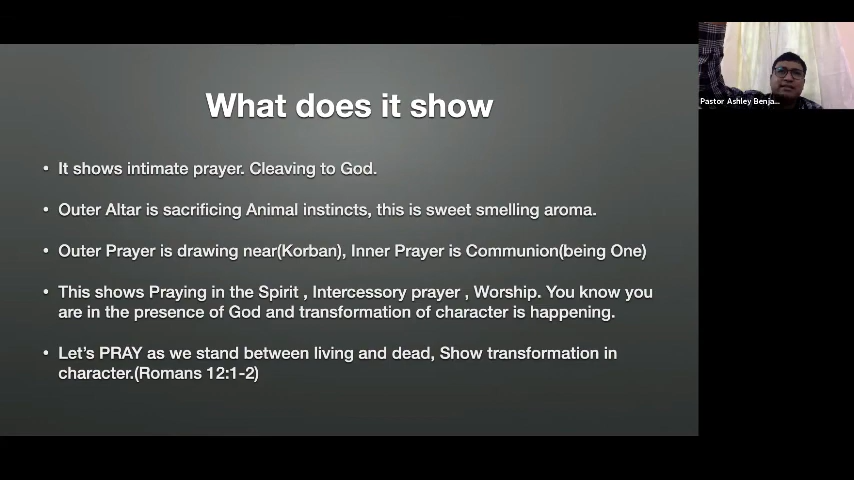 What does it show
• It shows intimate prayer. Cleaving to God.
• Outer Altar is sacrificing Animal instincts, this is sweet smelling aroma.
• Outer Prayer is drawing near(Korban), Inner Prayer is Communion(being One)
• This shows Praying in the Spirit , Intercessory prayer , Worship. You know you
are in the presence of God and transformation of character is happening.
• Let's PRAY as we stand between living and dead, Show transformation in
character.(Romans 12:1-2)
Pastor Ashley Benja...